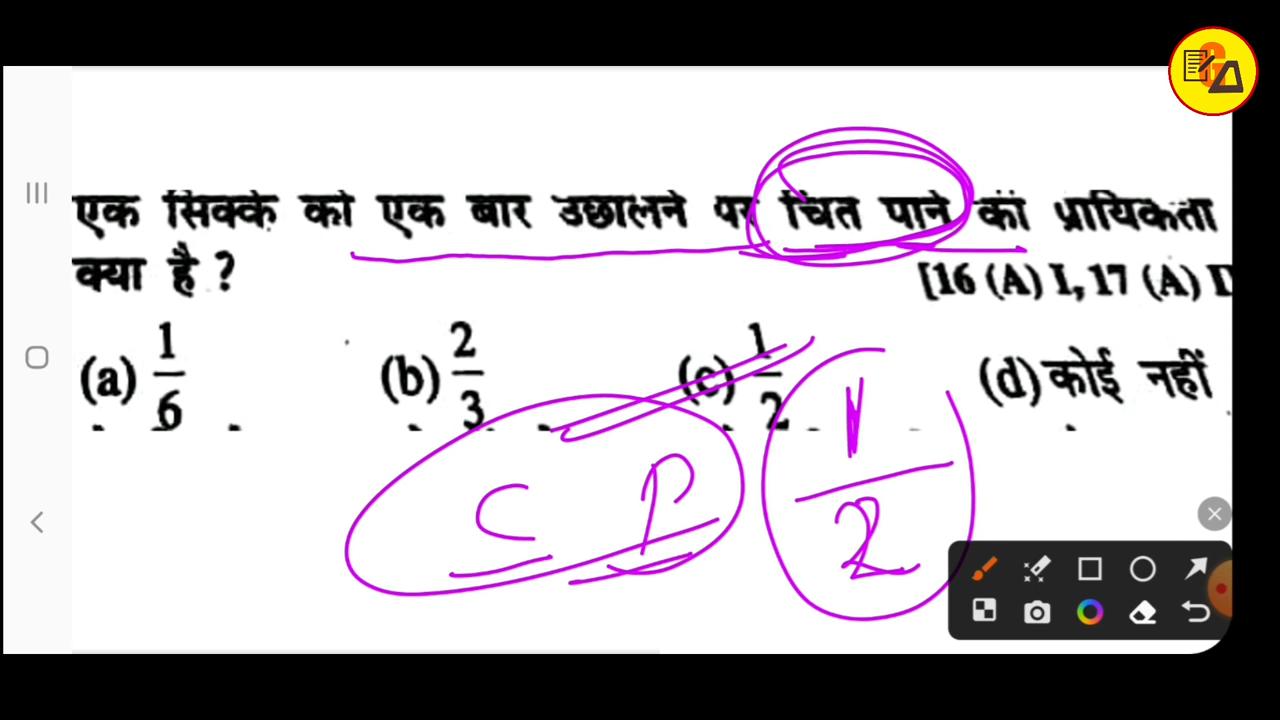 एक सिक्के को एक बार उछालने पर चित पाने की प्रायिकता
क्या है ?
[16 (A) I, 17 (A) I
(a) 1/6 (b) 2/3 (c) 1/2 (d) कोई नहीं
C P 1/2